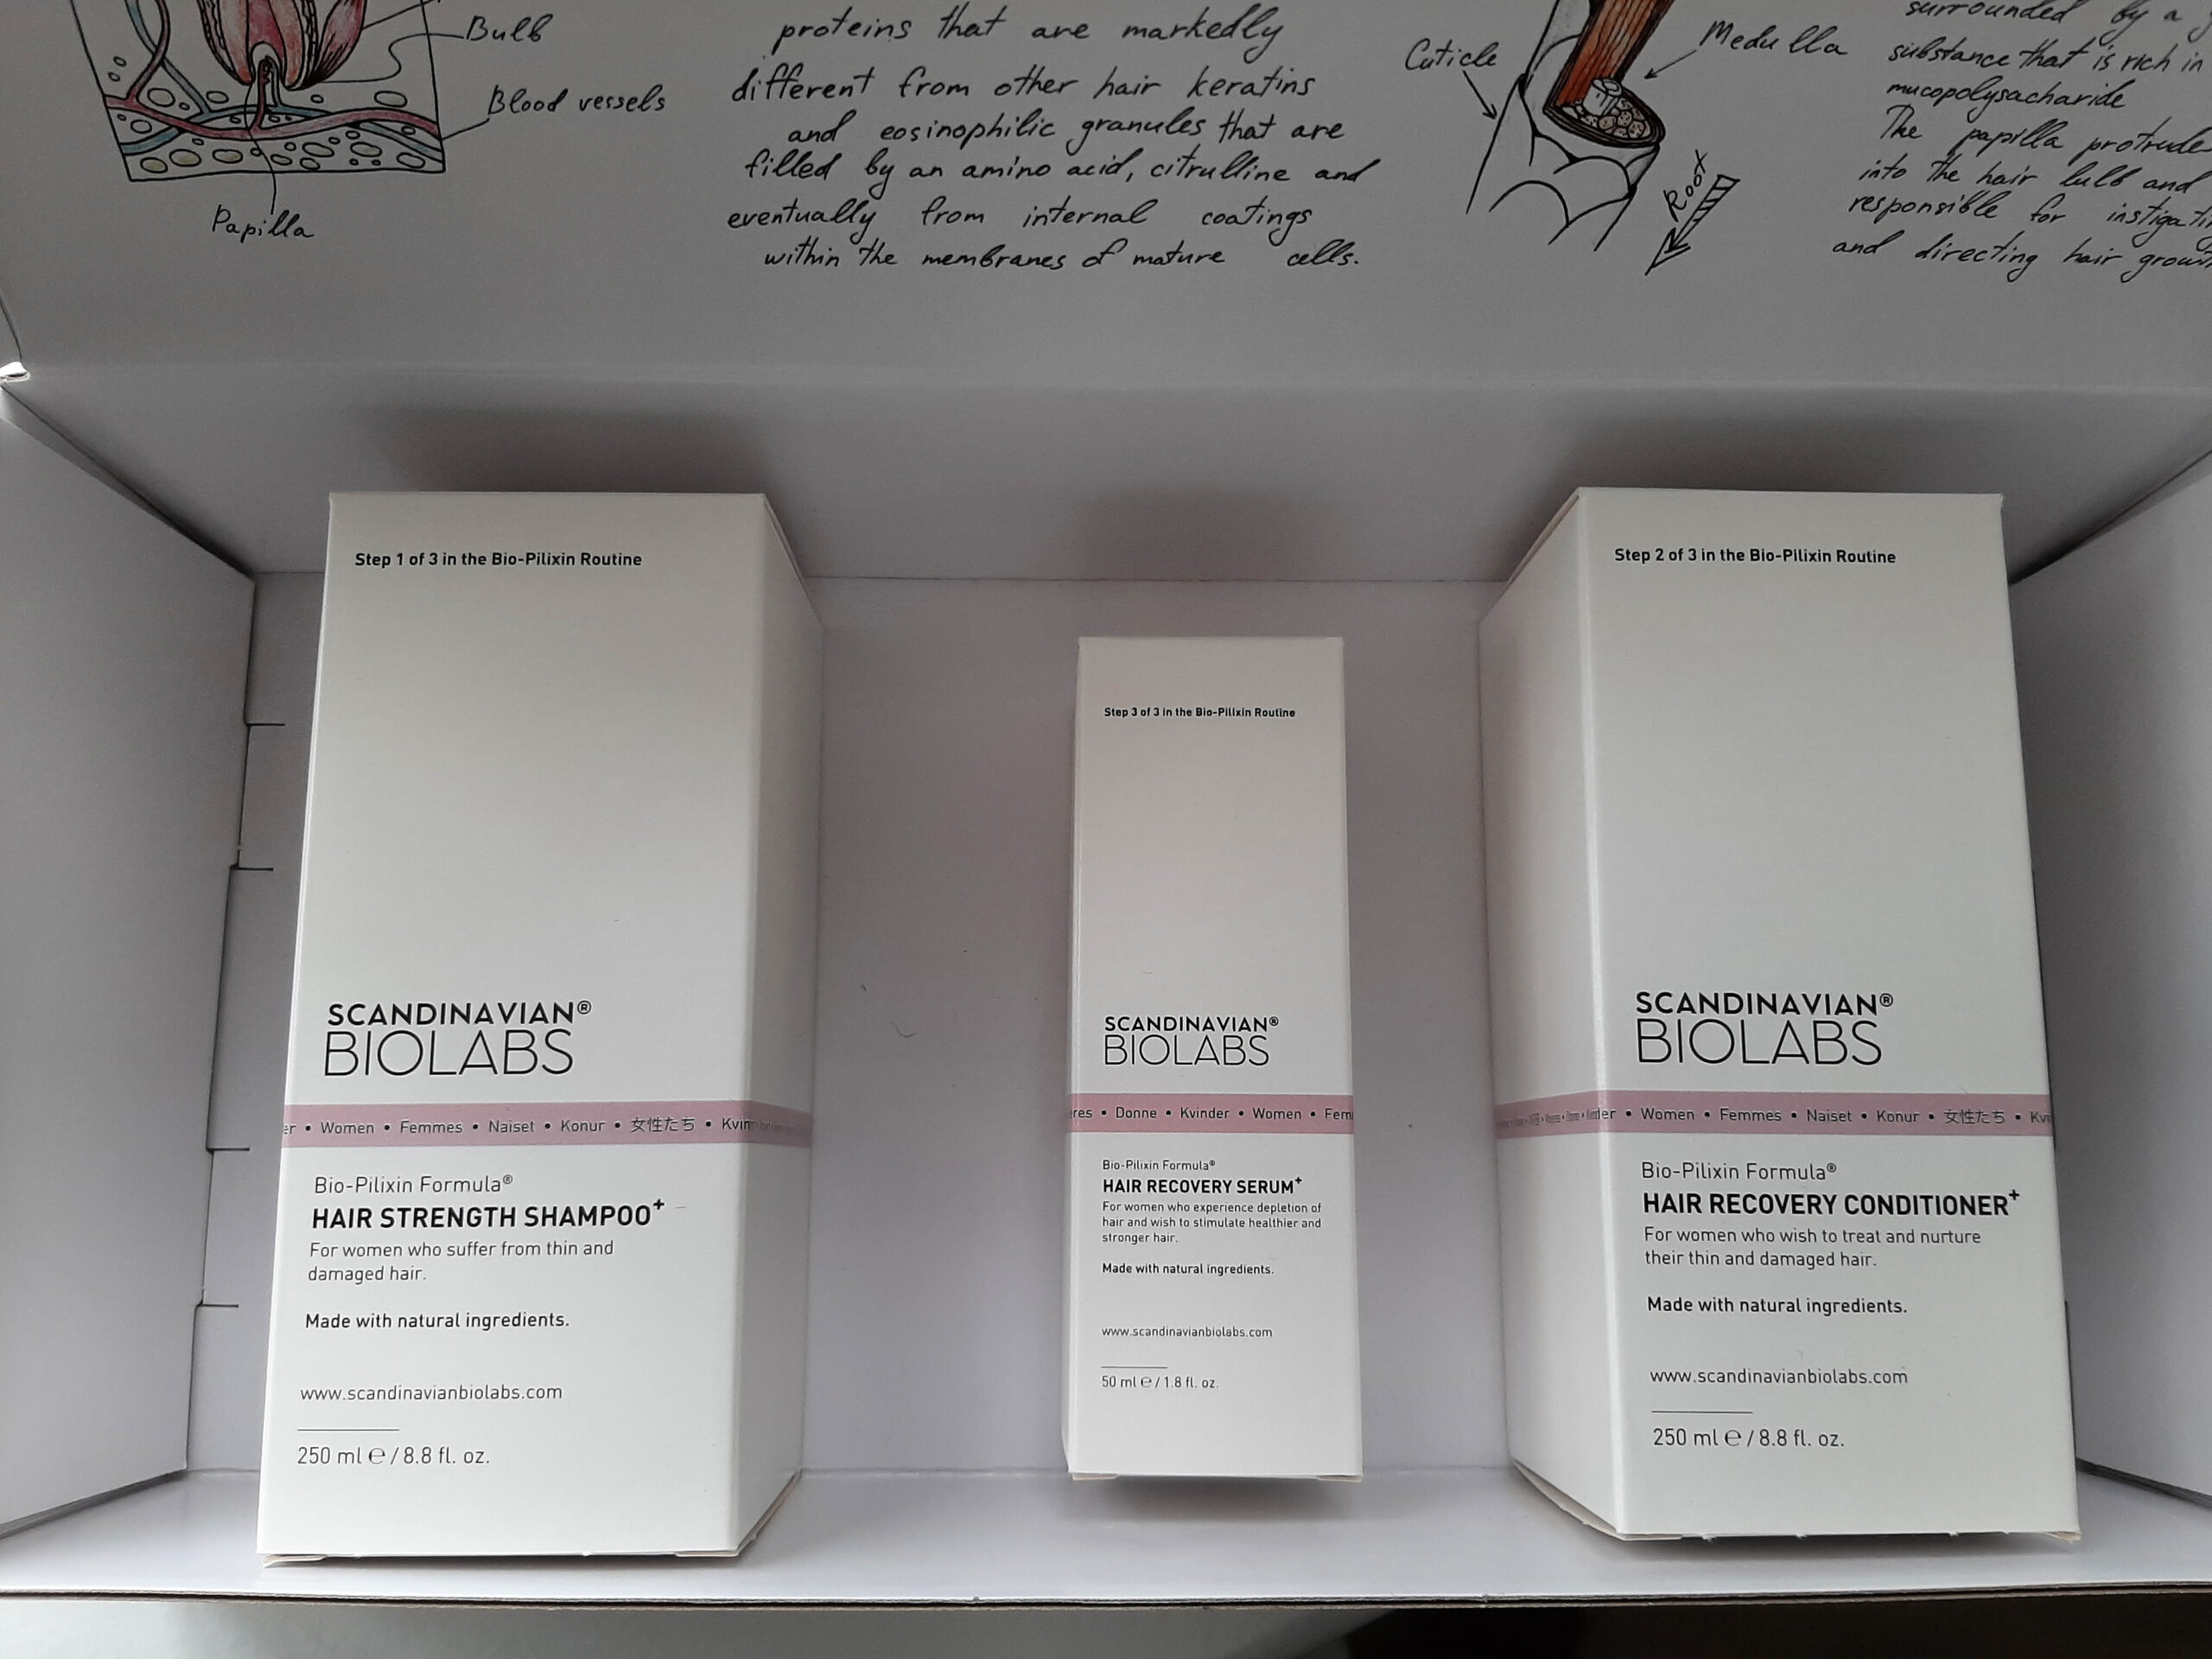 Bulb
Blood vessels
Papilla
proteins that are markedly
different from other hair keratins
and eosinophilic granules that are
filled by an amino acid, citrulline and
eventually from internal coatings
within the membranes of mature cells.
Cuticle
Medulla
Root
surrounded by a
substance that is rich in
mucopolysacharide
The papilla protrude
into the hair bulb and
responsible for instigati
and directing hair grow
Step 1 of 3 in the Bio-Pilixin Routine
SCANDINAVIAN®
BIOLABS
er • Women • Femmes • Naiset • Konur • 女性たち • Kvin
Bio-Pilixin Formula®
HAIR STRENGTH SHAMPOO+
For women who suffer from thin and
damaged hair.
Made with natural ingredients.
www.scandinavianbiolabs.com
250 ml ℮ / 8.8 fl. oz.
Step 3 of 3 in the Bio-Pilixin Routine
SCANDINAVIAN®
BIOLABS
res • Donne • Kvinder • Women • Fem
Bio-Pilixin Formula®
HAIR RECOVERY SERUM+
For women who experience depletion of
hair and wish to stimulate healthier and
stronger hair.
Made with natural ingredients.
www.scandinavianbiolabs.com
50 ml ℮ / 1.8 fl. oz.
Step 2 of 3 in the Bio-Pilixin Routine
SCANDINAVIAN®
BIOLABS
der • Women • Femmes • Naiset • Konur • 女性たち • Kv
Bio-Pilixin Formula®
HAIR RECOVERY CONDITIONER+
For women who wish to treat and nurture
their thin and damaged hair.
Made with natural ingredients.
www.scandinavianbiolabs.com
250 ml ℮ / 8.8 fl. oz.